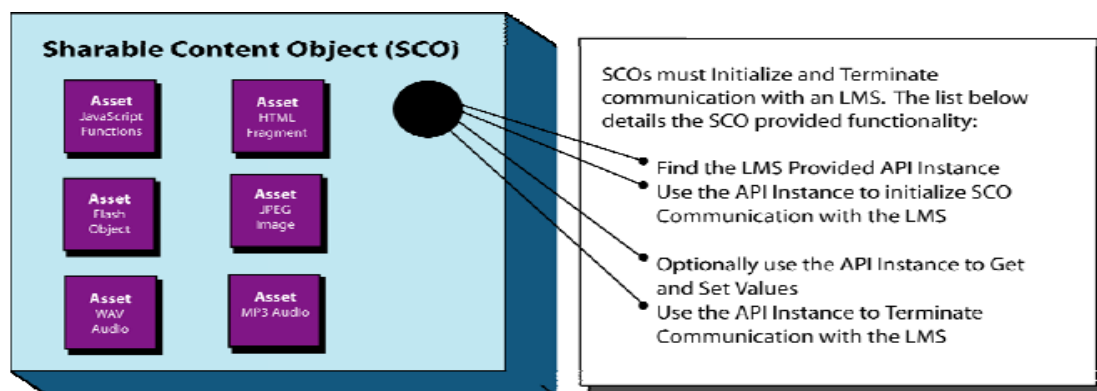 Sharable Content Object (SCO)
Asset
JavaScript
Functions
Asset
HTML
Fragment
Asset
Flash
Object
Asset
JPEG
Image
Asset
WAV
Audio
Asset
MP3 Audio
SCOs must Initialize and Terminate
communication with an LMS. The list below
details the SCO provided functionality:
Find the LMS Provided API Instance
Use the API Instance to initialize SCO
Communication with the LMS
Optionally use the API Instance to Get
and Set Values
Use the API Instance to Terminate
Communication with the LMS